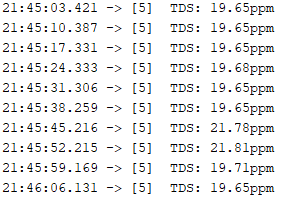 21:45:03.421 -> [5]  TDS: 19.65ppm
21:45:10.387 -> [5]  TDS: 19.65ppm
21:45:17.331 -> [5]  TDS: 19.65ppm
21:45:24.333 -> [5]  TDS: 19.68ppm
21:45:31.306 -> [5]  TDS: 19.65ppm
21:45:38.259 -> [5]  TDS: 19.65ppm
21:45:45.216 -> [5]  TDS: 21.78ppm
21:45:52.215 -> [5]  TDS: 21.81ppm
21:45:59.169 -> [5]  TDS: 19.71ppm
21:46:06.131 -> [5]  TDS: 19.65ppm